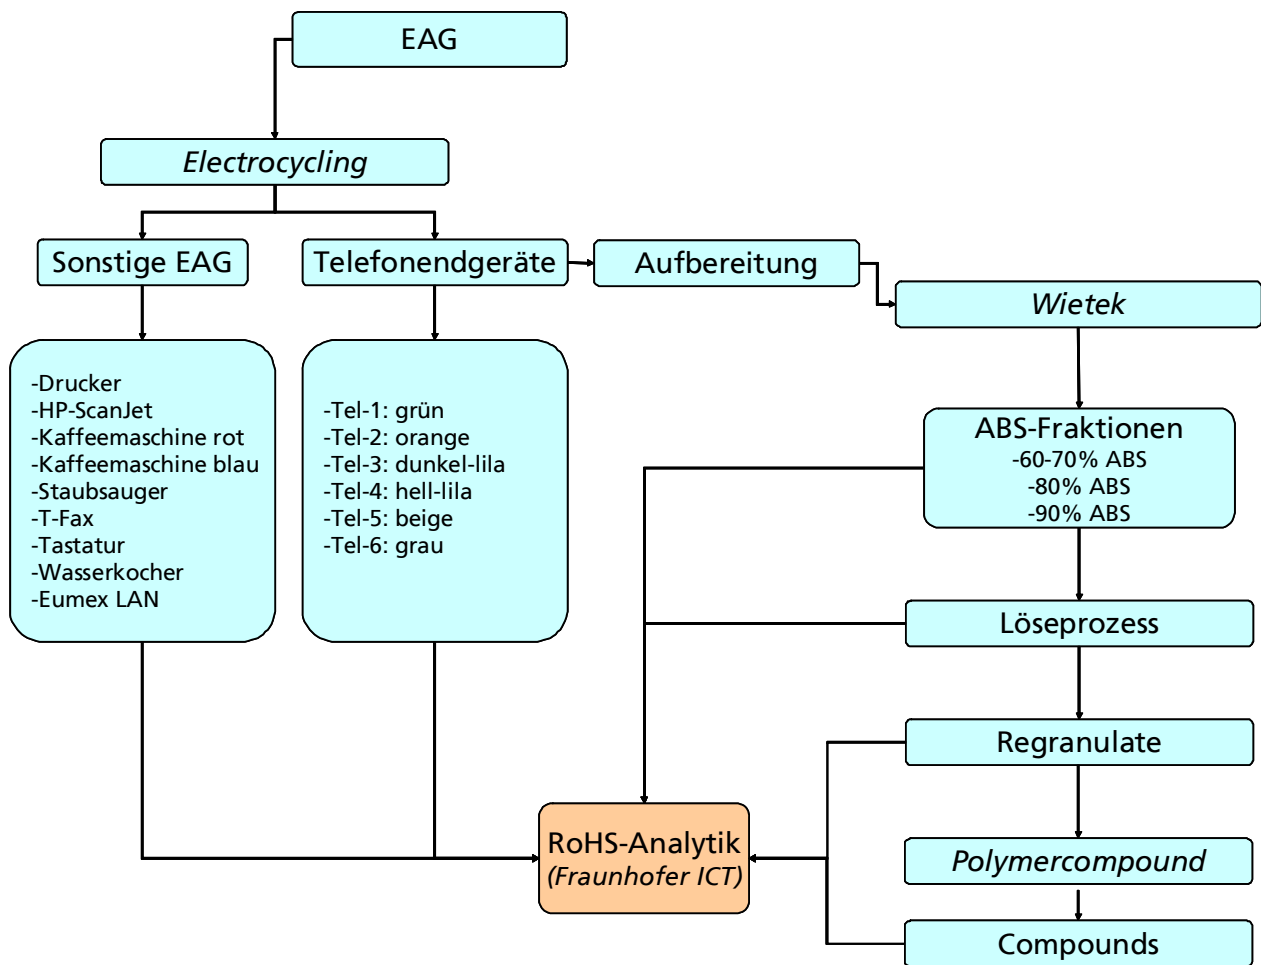 EAG
Electrocycling
Sonstige EAG
Telefonendgeräte
Aufbereitung
Wietek
-Drucker
-HP-ScanJet
-Kaffeemaschine rot
-Kaffeemaschine blau
-Staubsauger
-T-Fax
-Tastatur
-Wasserkocher
-Eumex LAN
-Tel-1: grün
-Tel-2: orange
-Tel-3: dunkel-lila
-Tel-4: hell-lila
-Tel-5: beige
-Tel-6: grau
ABS-Fraktionen
-60-70% ABS
-80% ABS
-90% ABS
Löseprozess
Regranulate
RoHS-Analytik
(Fraunhofer ICT)
Polymercompound
Compounds